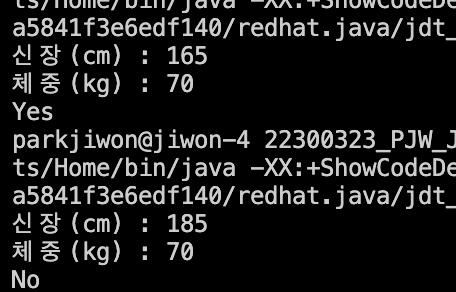 ts/Home/bin/java -XX:+ShowCodeDe
a5841f3e6edf140/redhat.java/jdt_
신장(cm) : 165
체중(kg) : 70
Yes
parkjiwon@jiwon-4 22300323_PJW_J
ts/Home/bin/java -XX:+ShowCodeDe
a5841f3e6edf140/redhat.java/jdt_
신장(cm) : 185
체중(kg) : 70
No